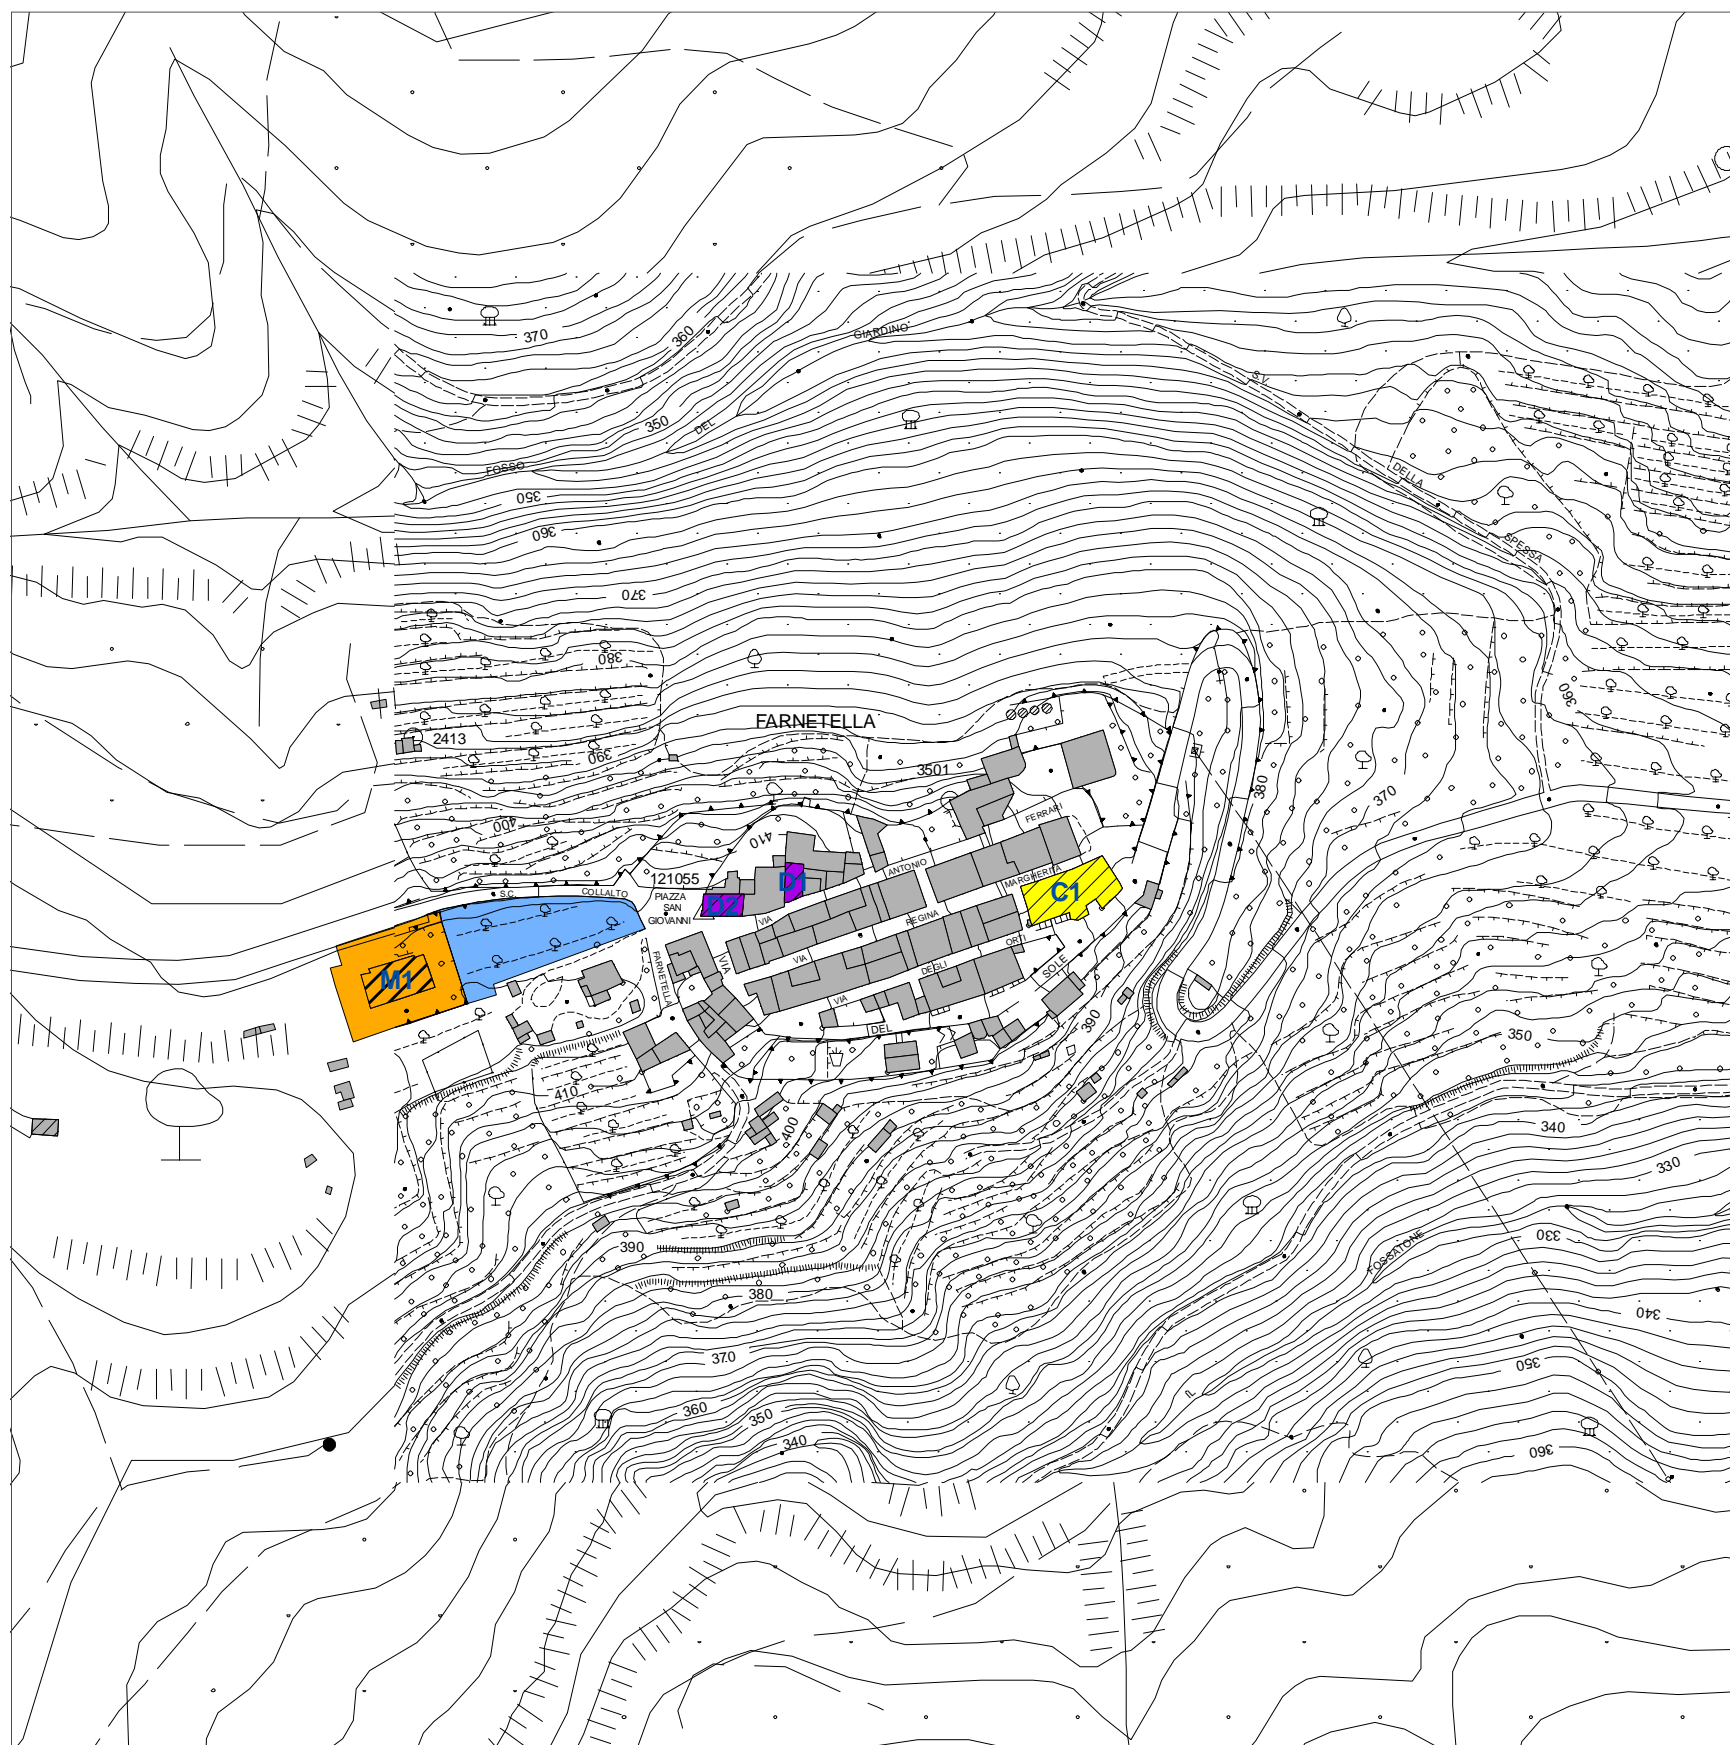 370
360
GIARDINO
350
DEL
S.V.
DELLA
FOSSO
350
360
SPESSA
370
380
360
FARNETELLA
2413
390
3501
380
370
FERRARI
400
410
ANTONIO
MARGHERITA
C1
D1
D2
121055
PIAZZA
SAN
GIOVANNI
S.C.
COLLALTO
VIA
REGINA
VIA
ORTI
DEGLI
SOLE
VIA
FARNETELLA
M1
VIA
DEL
390
350
410
400
340
330
390
380
FOSSATONE
330
340
370
350
360
350
340
IL
360